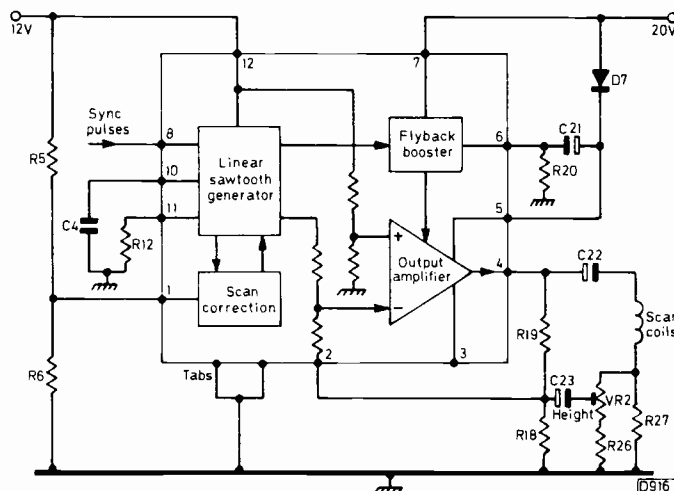 12V
20V
12
7
D7
Sync
pulses
8
Linear
sawtooth
generator
Flyback
booster
6
C21
R5
10
R20
11
5
C4
R12
+
Output
amplifier
4
C22
1
Scan
correction
−
R19
Scan
coils
2
3
Tabs
C23
Height
VR2
R6
R18
R26
R27
D916